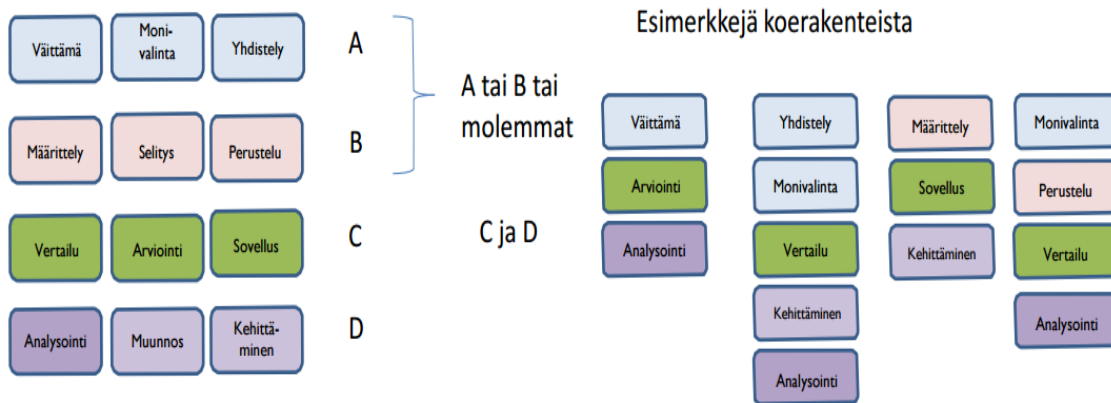 Esimerkkejä koerakenteista
Väittämä
Moni-
valinta
Yhdistely
A
Määrittely
Selitys
Perustelu
B
A tai B tai
molemmat
Vertailu
Arviointi
Sovellus
C
C ja D
Analysointi
Muunnos
Kehittä-
minen
D
Väittämä
Arviointi
Analysointi
Yhdistely
Monivalinta
Vertailu
Kehittäminen
Analysointi
Määrittely
Sovellus
Kehittäminen
Monivalinta
Perustelu
Vertailu
Analysointi